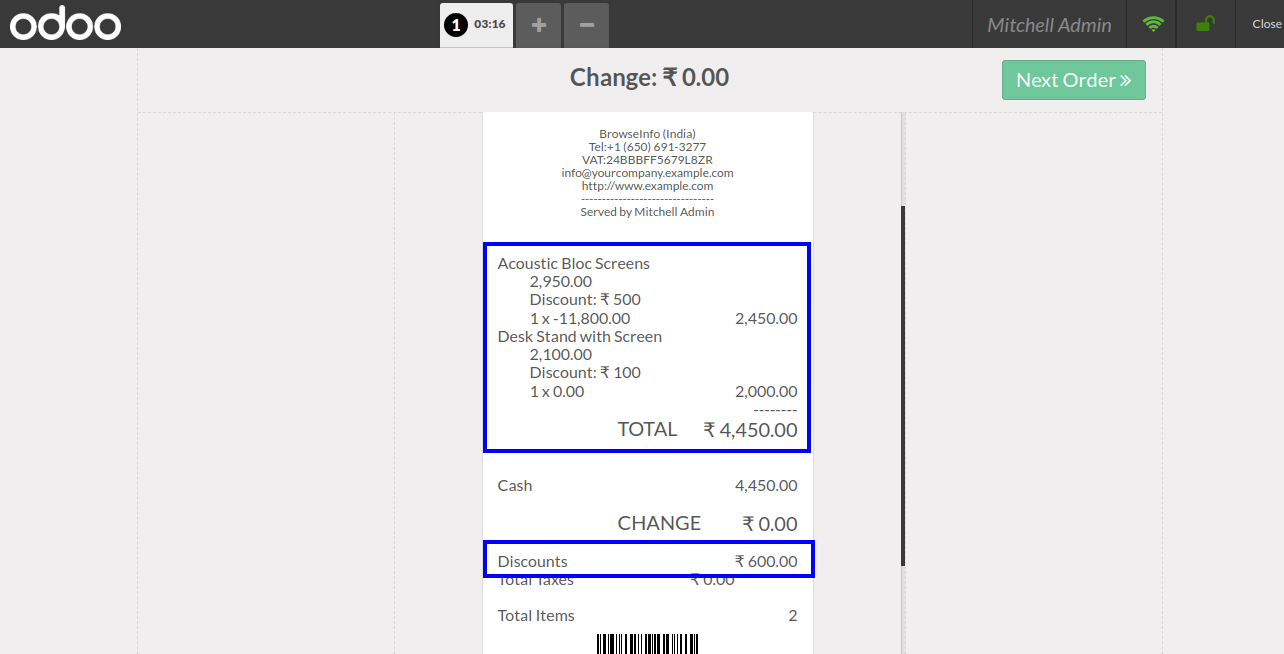 odoo
1 03:16 + −
Mitchell Admin
Close
Change: ₹ 0.00
Next Order »
BrowseInfo (India)
Tel:+1 (650) 691-3277
VAT:24BBBFF5679L8ZR
info@yourcompany.example.com
http://www.example.com
--------------------------------
Served by Mitchell Admin
Acoustic Bloc Screens
2,950.00
Discount: ₹ 500
1 x -11,800.00 2,450.00
Desk Stand with Screen
2,100.00
Discount: ₹ 100
1 x 0.00 2,000.00
--------
TOTAL ₹ 4,450.00
Cash 4,450.00
CHANGE ₹ 0.00
Discounts ₹ 600.00
Total Taxes ₹ 0.00
Total Items 2